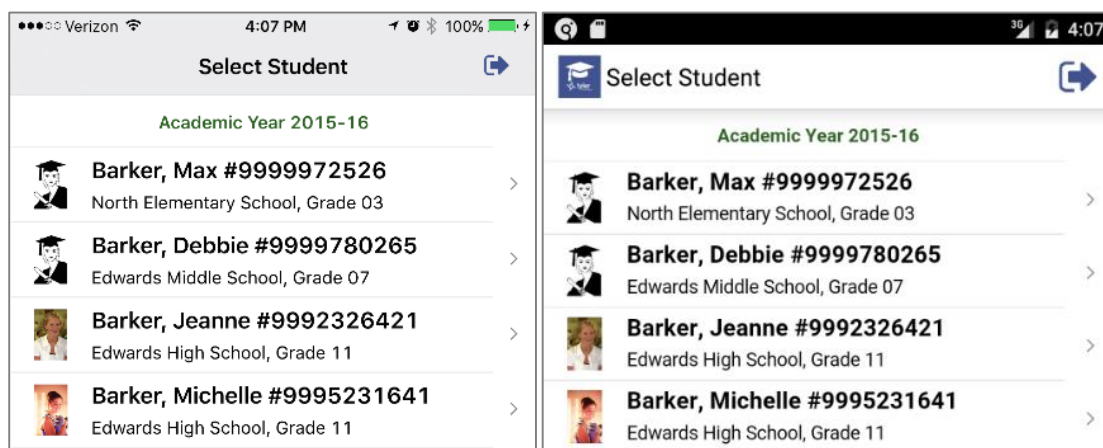 Verizon 4:07 PM 100%
Select Student
Academic Year 2015-16
Barker, Max #9999972526
North Elementary School, Grade 03
Barker, Debbie #9999780265
Edwards Middle School, Grade 07
Barker, Jeanne #9992326421
Edwards High School, Grade 11
Barker, Michelle #9995231641
Edwards High School, Grade 11
3G 4:07
tyler
Select Student
Academic Year 2015-16
Barker, Max #9999972526
North Elementary School, Grade 03
Barker, Debbie #9999780265
Edwards Middle School, Grade 07
Barker, Jeanne #9992326421
Edwards High School, Grade 11
Barker, Michelle #9995231641
Edwards High School, Grade 11